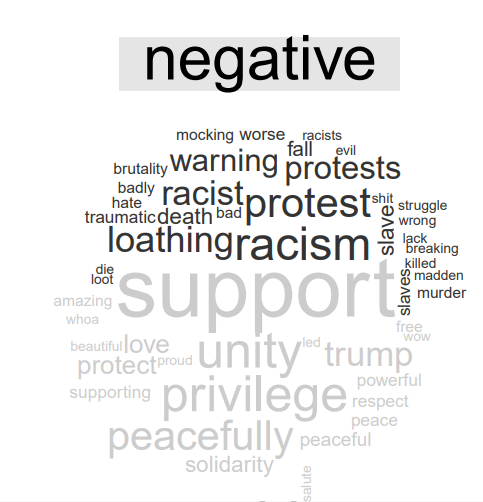 negative
mocking worse racists
warning fall evil
brutality protests
badly racist protest shit
hate slave struggle
traumatic death bad wrong
loathing racism lack
breaking
die support killed
loot slaves madden
amazing murder
whoa free
beautiful love unity led trump wow
protect proud
supporting privilege powerful
respect
peacefully peace
peaceful
solidarity
salute